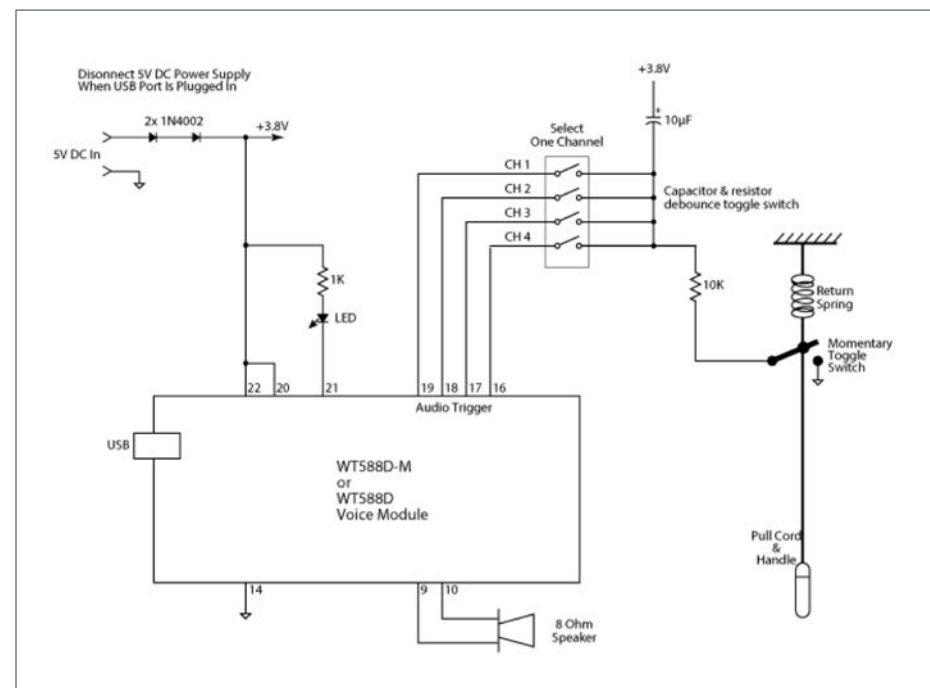 Disonnect 5V DC Power Supply
When USB Port Is Plugged In
2x 1N4002
+3.8V
5V DC In
+3.8V
+
10μF
Select
One Channel
CH 1
CH 2
CH 3
CH 4
Capacitor & resistor
debounce toggle switch
1K
LED
10K
Return
Spring
Momentary
Toggle
Switch
22 20 21 19 18 17 16
Audio Trigger
USB
WT588D-M
or
WT588D
Voice Module
Pull Cord
&
Handle
14 9 10
8 Ohm
Speaker